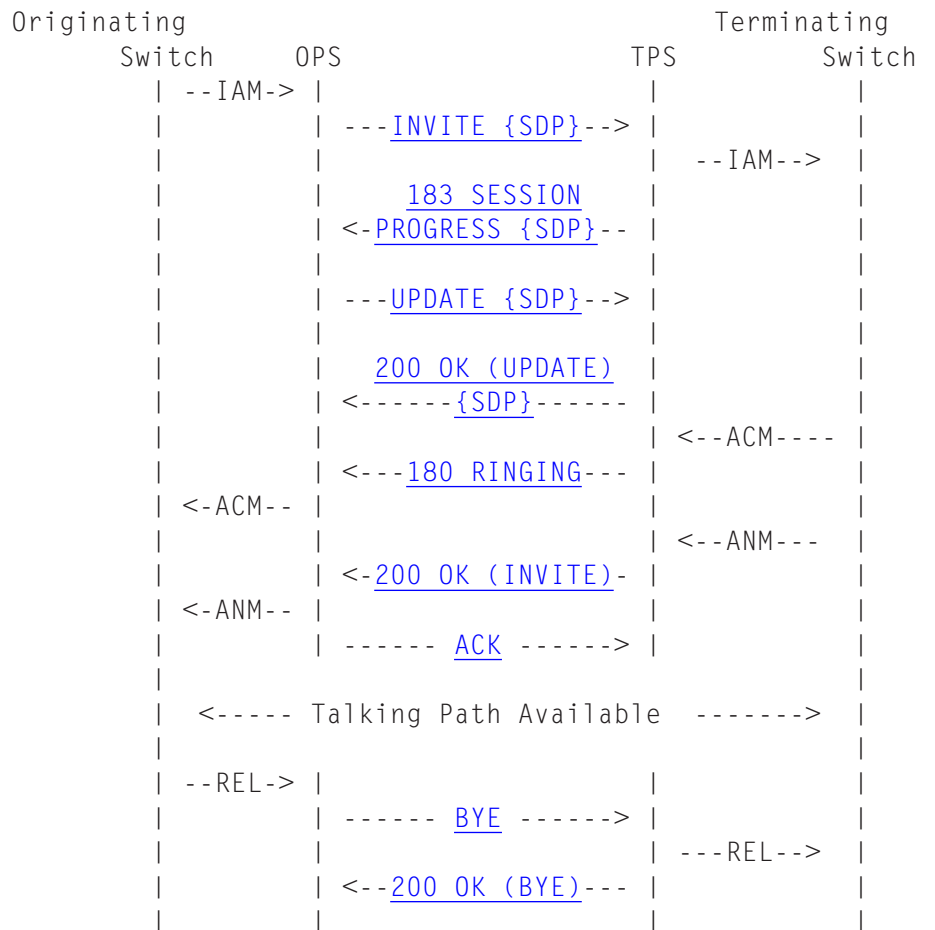 Originating                                  Terminating
       Switch     OPS                 TPS         Switch
         | --IAM-> |                   |           |
         |         | ---INVITE {SDP}--> |           |
         |         |                   |  --IAM-->  |
         |         |     183 SESSION   |           |
         |         | <-PROGRESS {SDP}-- |           |
         |         |                   |           |
         |         | ---UPDATE {SDP}--> |           |
         |         |                   |           |
         |         |   200 OK (UPDATE) |           |
         |         | <------{SDP}------ |           |
         |         |                   | <--ACM---- |
         |         | <---180 RINGING--- |           |
         | <-ACM-- |                   |           |
         |         |                   | <--ANM---  |
         |         | <-200 OK (INVITE)- |           |
         | <-ANM-- |                   |           |
         |         | ------ ACK ------> |           |
         |                                         |
         |  <----- Talking Path Available  ------->  |
         |                                         |
         | --REL-> |                   |           |
         |         | ------ BYE ------> |           |
         |         |                   | ---REL-->  |
         |         | <--200 OK (BYE)--- |           |
         |         |                   |           |